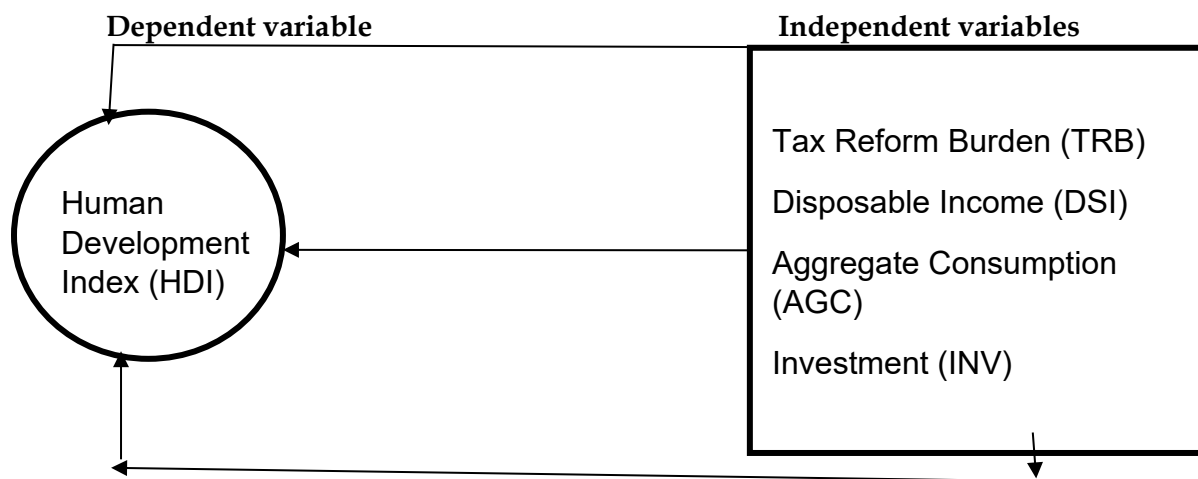 Dependent variable
Independent variables
Human
Development
Index (HDI)
Tax Reform Burden (TRB)
Disposable Income (DSI)
Aggregate Consumption
(AGC)
Investment (INV)